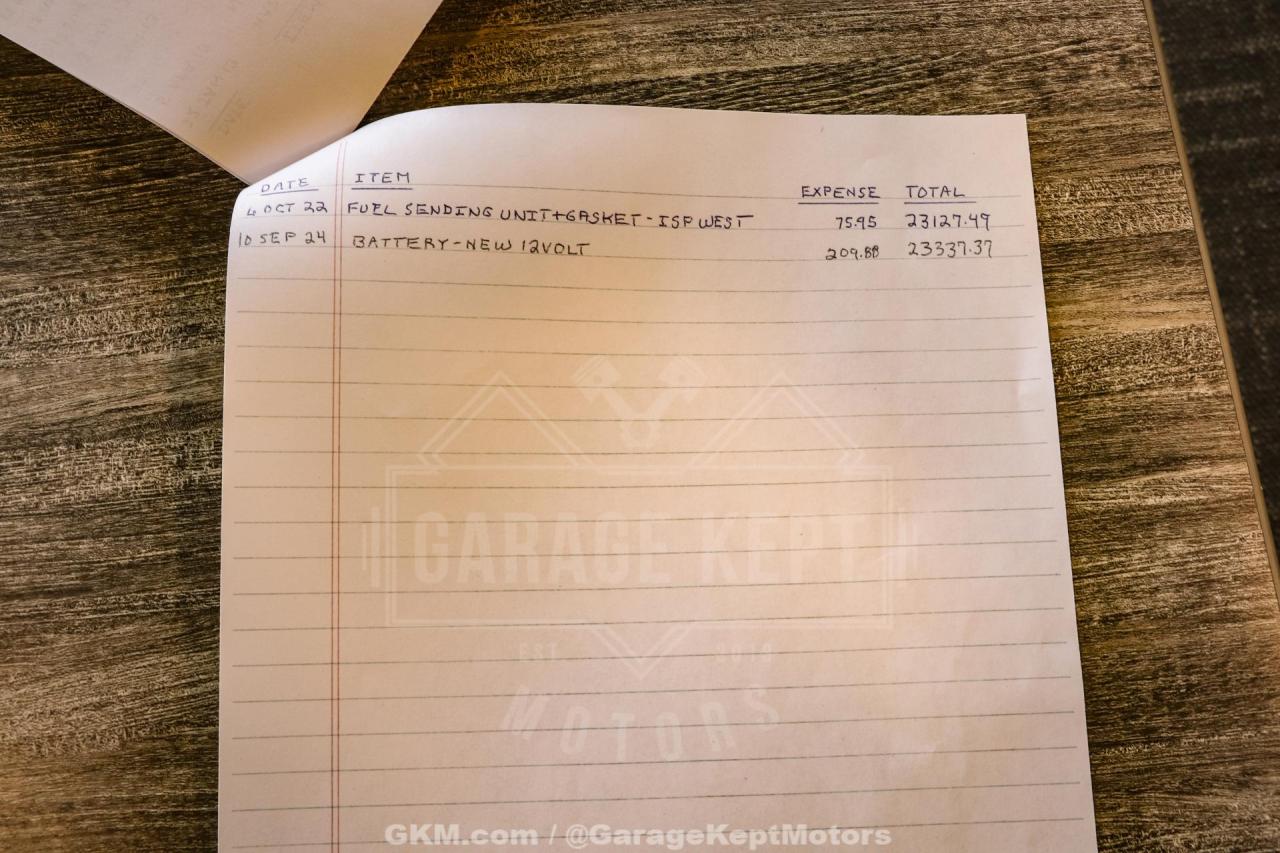 DATE ITEM EXPENSE TOTAL
4 OCT 22 FUEL SENDING UNIT+GASKET-ISP WEST 75.95 23127.49
10 SEP 24 BATTERY-NEW 12VOLT 209.88 23337.37
GARAGE KEPT
EST 2019
MOTORS
GKM.com / @GarageKeptMotors